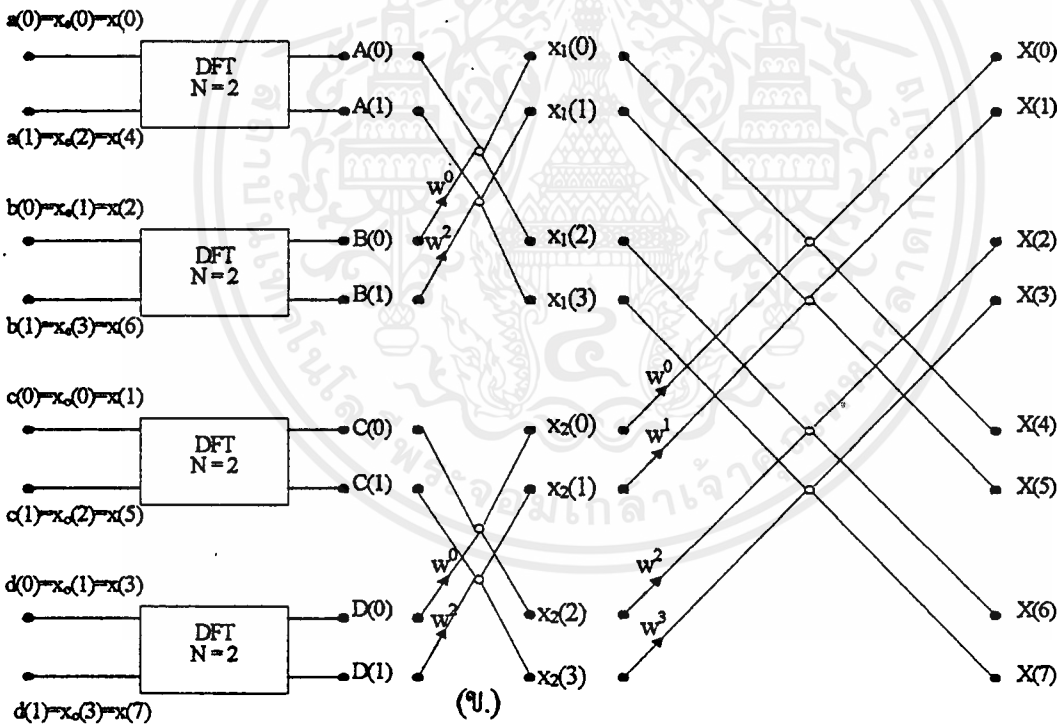 a(0)=xₑ(0)=x(0)
DFT
N=2
A(0)
x₁(0)
X(0)
A(1)
x₁(1)
X(1)
a(1)=xₑ(2)=x(4)
w⁰
b(0)=xₑ(1)=x(2)
DFT
N=2
B(0)
w²
x₁(2)
X(2)
B(1)
x₁(3)
X(3)
b(1)=xₑ(3)=x(6)
w⁰
c(0)=xₒ(0)=x(1)
DFT
N=2
C(0)
x₂(0)
w¹
X(4)
C(1)
x₂(1)
X(5)
c(1)=xₒ(2)=x(5)
w⁰
w²
d(0)=xₒ(1)=x(3)
DFT
N=2
D(0)
w²
x₂(2)
w³
X(6)
D(1)
x₂(3)
X(7)
d(1)=xₒ(3)=x(7)
(ข.)